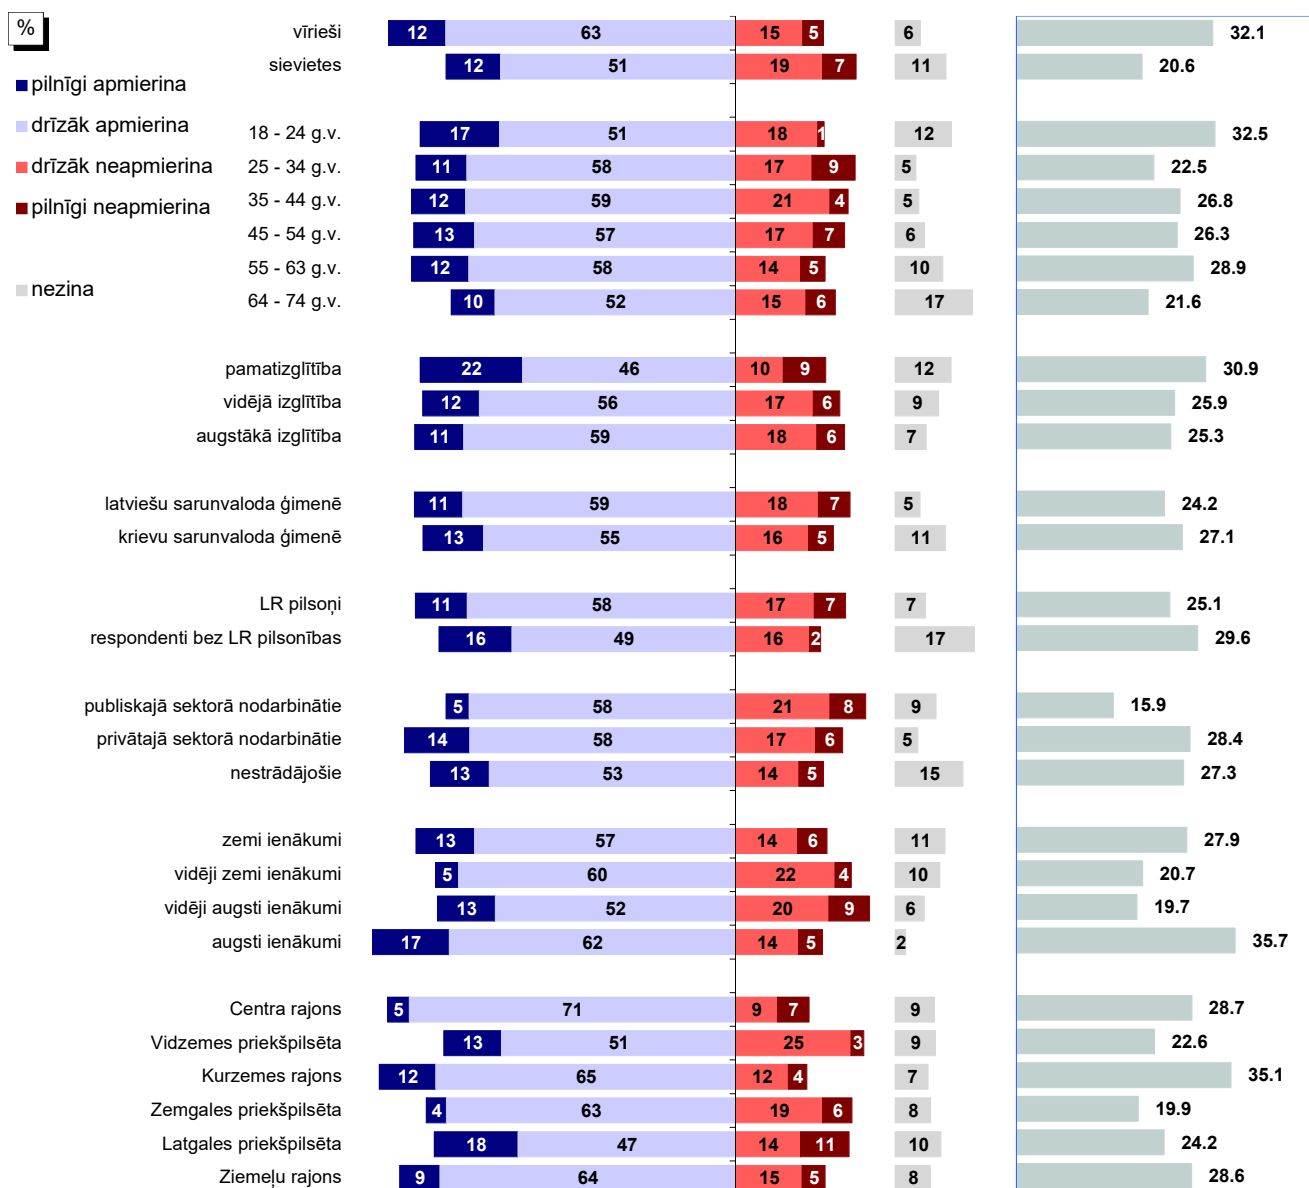 %
pilnīgi apmierina
drīzāk apmierina
drīzāk neapmierina
pilnīgi neapmierina
nezina
vīrieši 12 63 15 5 6 32.1
sievietes 12 51 19 7 11 20.6
18 - 24 g.v. 17 51 18 1 12 32.5
25 - 34 g.v. 11 58 17 9 5 22.5
35 - 44 g.v. 12 59 21 4 5 26.8
45 - 54 g.v. 13 57 17 7 6 26.3
55 - 63 g.v. 12 58 14 5 10 28.9
64 - 74 g.v. 10 52 15 6 17 21.6
pamatizglītība 22 46 10 9 12 30.9
vidējā izglītība 12 56 17 6 9 25.9
augstākā izglītība 11 59 18 6 7 25.3
latviešu sarunvaloda ģimenē 11 59 18 7 5 24.2
krievu sarunvaloda ģimenē 13 55 16 5 11 27.1
LR pilsoņi 11 58 17 7 7 25.1
respondenti bez LR pilsonības 16 49 16 2 17 29.6
publiskajā sektorā nodarbinātie 5 58 21 8 9 15.9
privātajā sektorā nodarbinātie 14 58 17 6 5 28.4
nestrādājošie 13 53 14 5 15 27.3
zemi ienākumi 13 57 14 6 11 27.9
vidēji zemi ienākumi 5 60 22 4 10 20.7
vidēji augsti ienākumi 13 52 20 9 6 19.7
augsti ienākumi 17 62 14 5 2 35.7
Centra rajons 5 71 9 7 9 28.7
Vidzemes priekšpilsēta 13 51 25 3 9 22.6
Kurzemes rajons 12 65 12 4 7 35.1
Zemgales priekšpilsēta 4 63 19 6 8 19.9
Latgales priekšpilsēta 18 47 14 11 10 24.2
Ziemeļu rajons 9 64 15 5 8 28.6